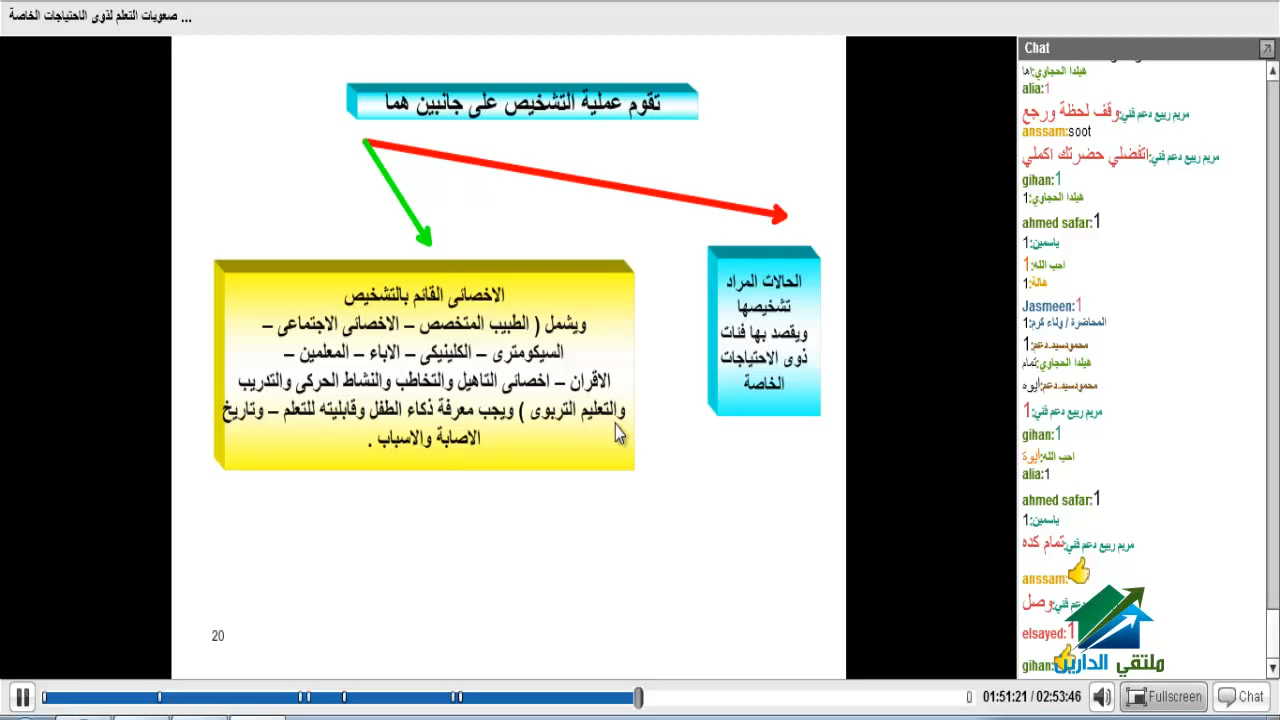 صعوبات التعلم لذوى الاحتياجات الخاصة ...
تقوم عملية التشخيص على جانبين هما
الحالات المراد
تشخيصها
ويقصد بها فئات
ذوى الاحتياجات
الخاصة
الاخصائى القائم بالتشخيص
ويشمل ( الطبيب المتخصص – الاخصائى الاجتماعى –
السيكومترى – الكلينيكى – الاباء – المعلمين –
الاقران – اخصائى التاهيل والتخاطب والنشاط الحركى والتدريب
والتعليم التربوى ) ويجب معرفة ذكاء الطفل وقابليته للتعلم – وتاريخ
الاصابة والاسباب .
20
Chat
هيلدا الحجاوي:اها
alia:1
مريم ربيع دعم فني:وقف لحظة ورجع
anssam:soot
مريم ربيع دعم فني:اتفضلي حضرتك اكملي
gihan:1
هيلدا الحجاوي:1
ahmed safar:1
ياسمين:1
احب الله:1
هالة:1
Jasmeen:1
المحاضرة / ولاء كرم:1
محمودسيد_دعم:1
هيلدا الحجاوي:تمام
محمودسيد_دعم:أيوه
مريم ربيع دعم فني:1
gihan:1
احب الله:أيوة
alia:1
ahmed safar:1
ياسمين:1
مريم ربيع دعم فني:تمام كده
anssam:
دعم فني:وصل
elsayed:1
gihan:
ملتقي الدارين
01:51:21 / 02:53:46
Fullscreen
Chat